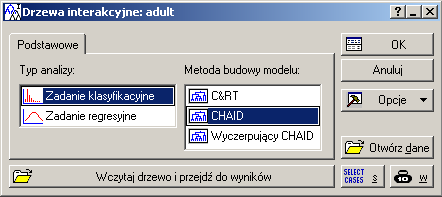 Drzewa interakcyjne: adult
Podstawowe
Typ analizy:
Zadanie klasyfikacyjne
Zadanie regresyjne
Metoda budowy modelu:
C&RT
CHAID
Wyczerpujący CHAID
OK
Anuluj
Opcje
Otwórz dane
Wczytaj drzewo i przejdź do wyników
SELECT CASES s
w